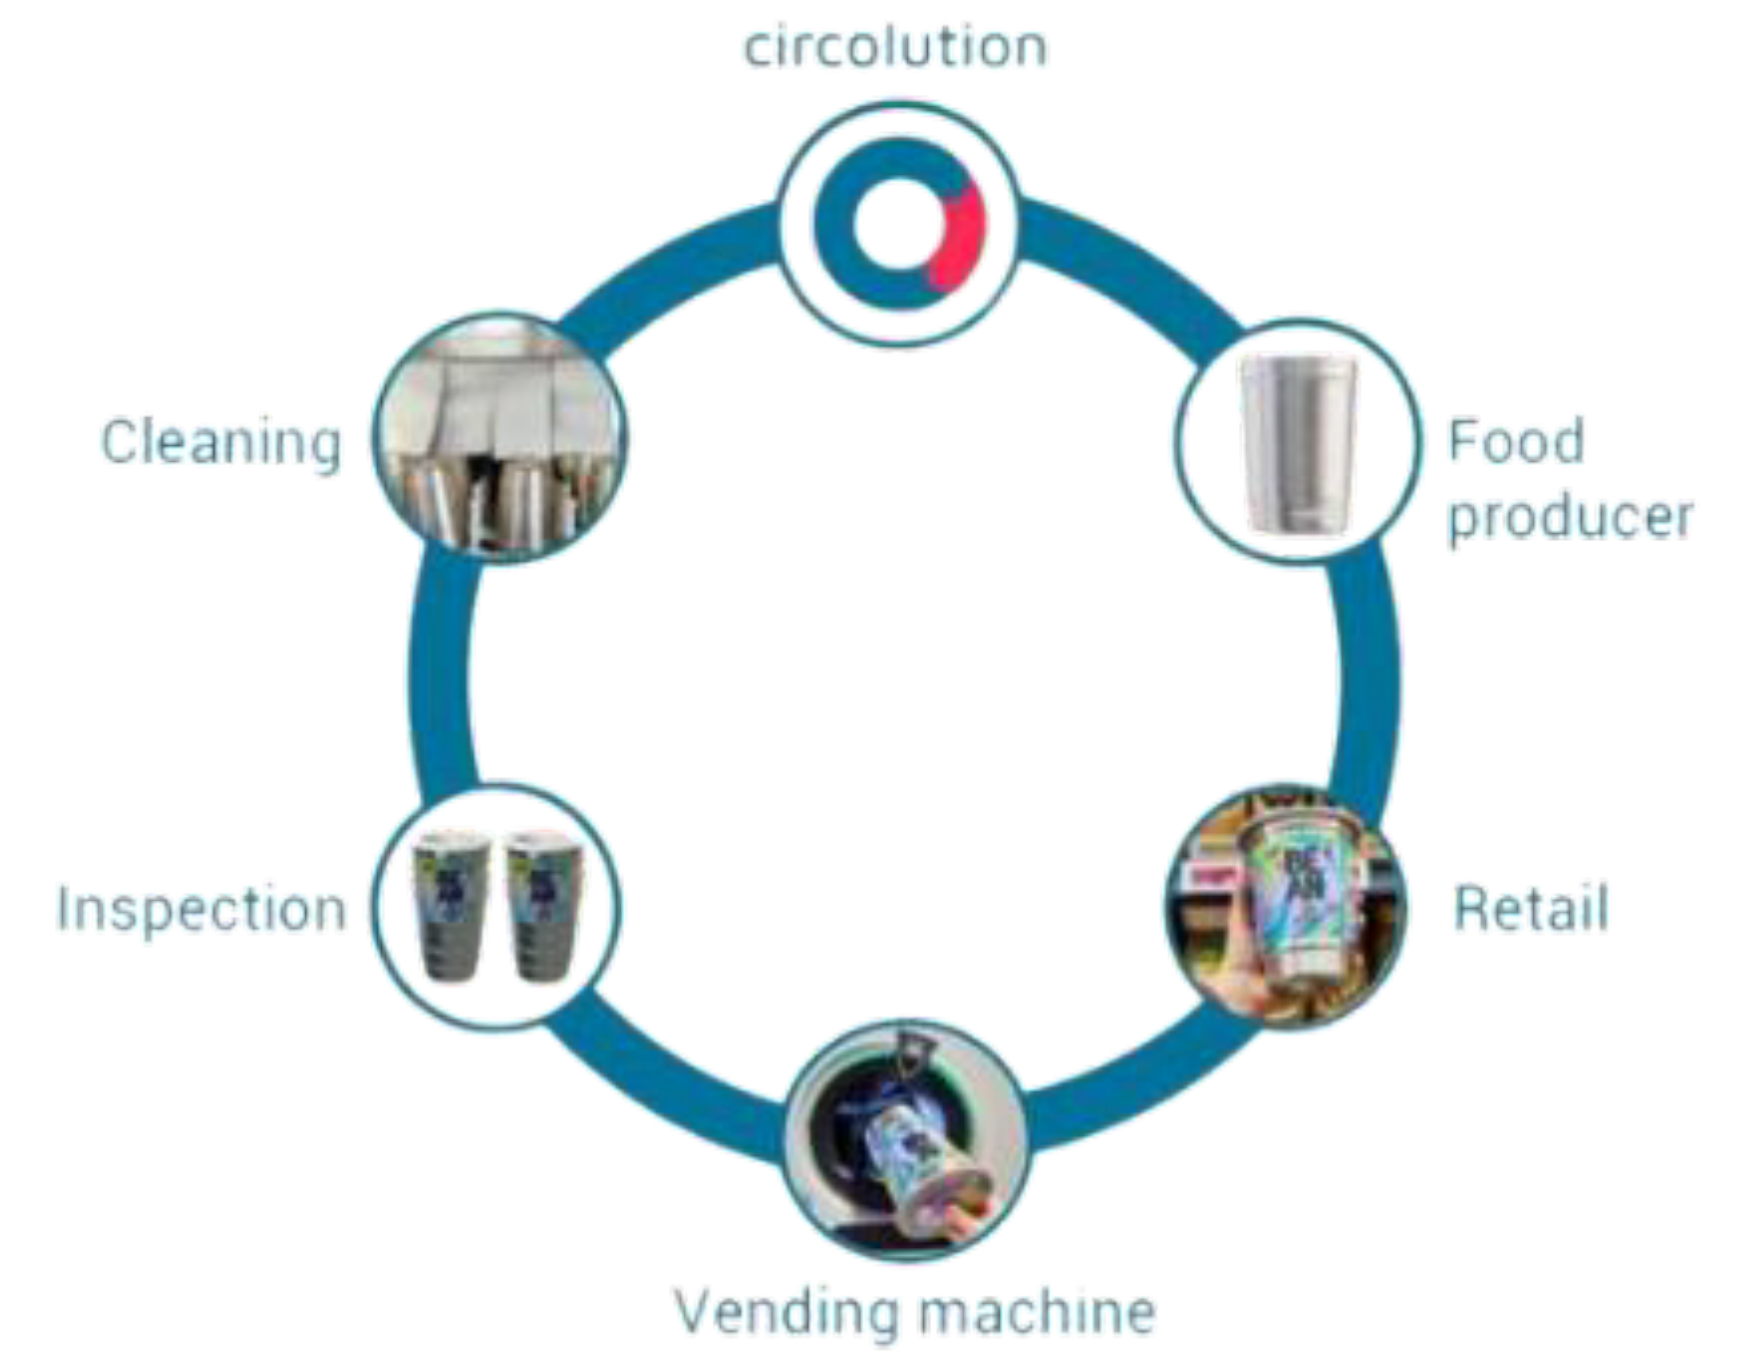 circolution
Cleaning
Food
producer
Inspection
Retail
Vending machine